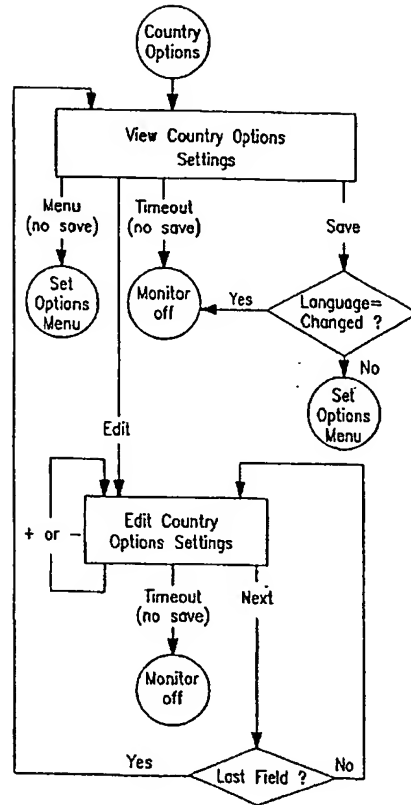 Country
Options
View Country Options
Settings
Menu
(no save)
Timeout
(no save)
Save
Set
Options
Menu
Monitor
off
Yes
Language=
Changed ?
No
Set
Options
Menu
Edit
+ or -
Edit Country
Options Settings
Timeout
(no save)
Next
Monitor
off
Yes
Last Field ?
No